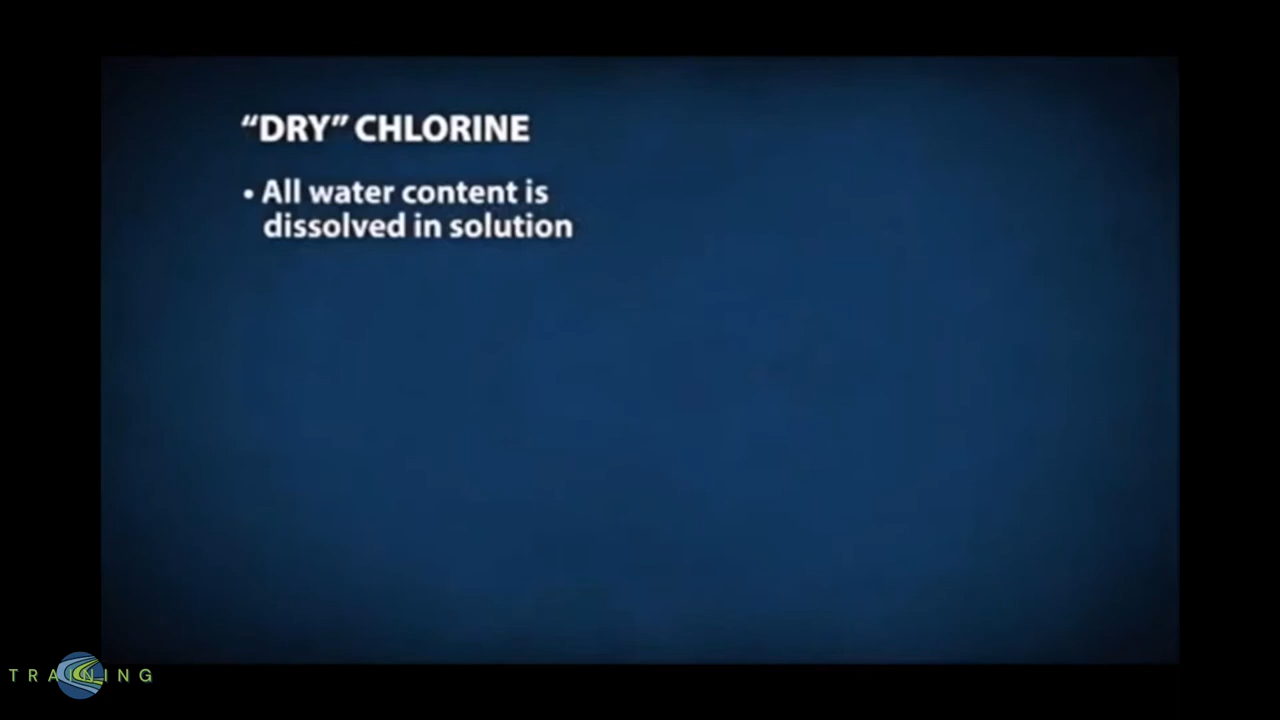 “DRY” CHLORINE
• All water content is
dissolved in solution
TRAINING